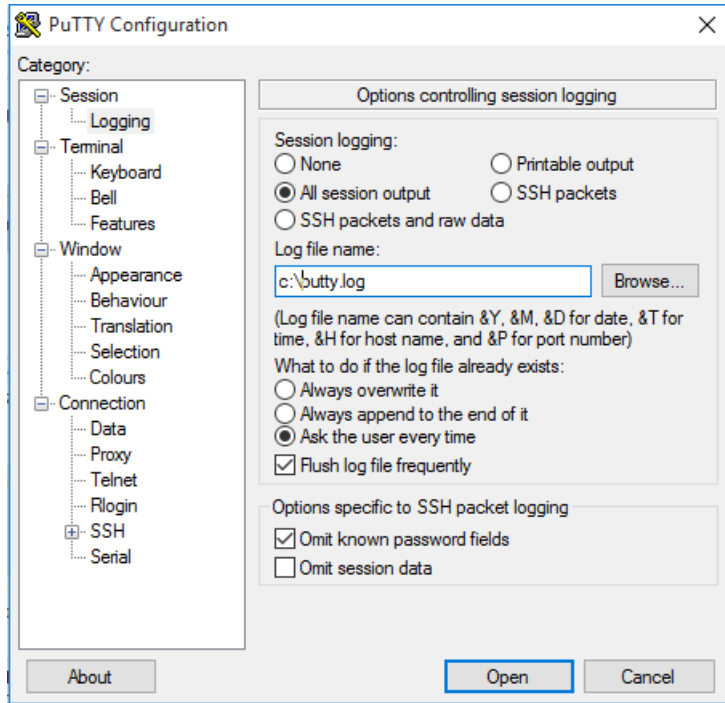 PuTTY Configuration
Category:
Session
Logging
Terminal
Keyboard
Bell
Features
Window
Appearance
Behaviour
Translation
Selection
Colours
Connection
Data
Proxy
Telnet
Rlogin
SSH
Serial
Options controlling session logging
Session logging:
None Printable output
All session output SSH packets
SSH packets and raw data
Log file name:
c:\putty.log Browse...
(Log file name can contain &Y, &M, &D for date, &T for
time, &H for host name, and &P for port number)
What to do if the log file already exists:
Always overwrite it
Always append to the end of it
Ask the user every time
Flush log file frequently
Options specific to SSH packet logging
Omit known password fields
Omit session data
About Open Cancel